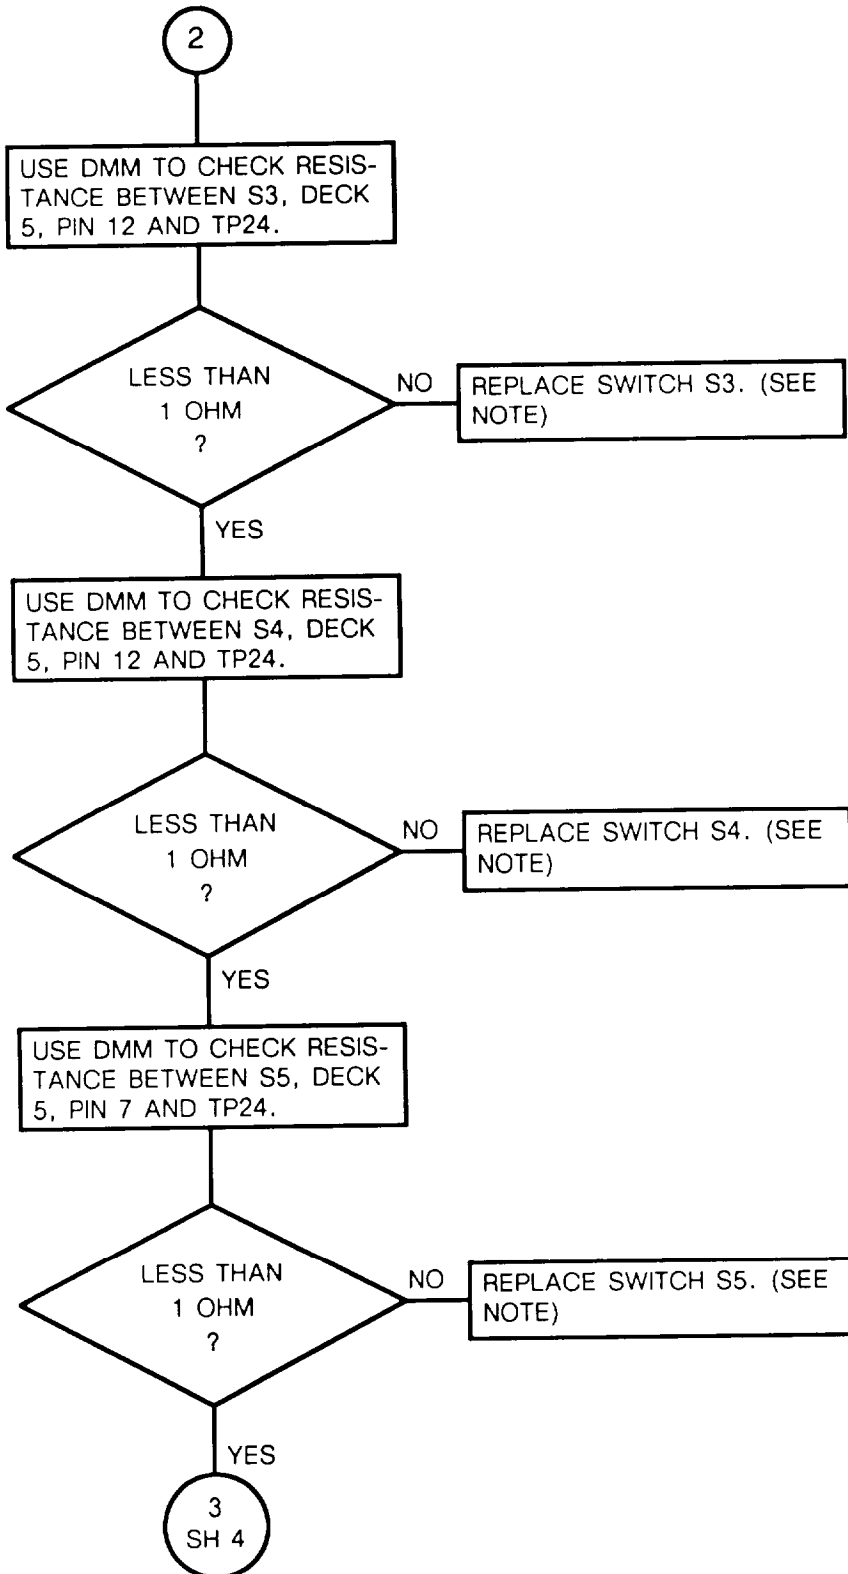 2
USE DMM TO CHECK RESIS-
TANCE BETWEEN S3, DECK
5, PIN 12 AND TP24.
LESS THAN
1 OHM
?
NO
REPLACE SWITCH S3. (SEE
NOTE)
YES
USE DMM TO CHECK RESIS-
TANCE BETWEEN S4, DECK
5, PIN 12 AND TP24.
LESS THAN
1 OHM
?
NO
REPLACE SWITCH S4. (SEE
NOTE)
YES
USE DMM TO CHECK RESIS-
TANCE BETWEEN S5, DECK
5, PIN 7 AND TP24.
LESS THAN
1 OHM
?
NO
REPLACE SWITCH S5. (SEE
NOTE)
YES
3
SH 4